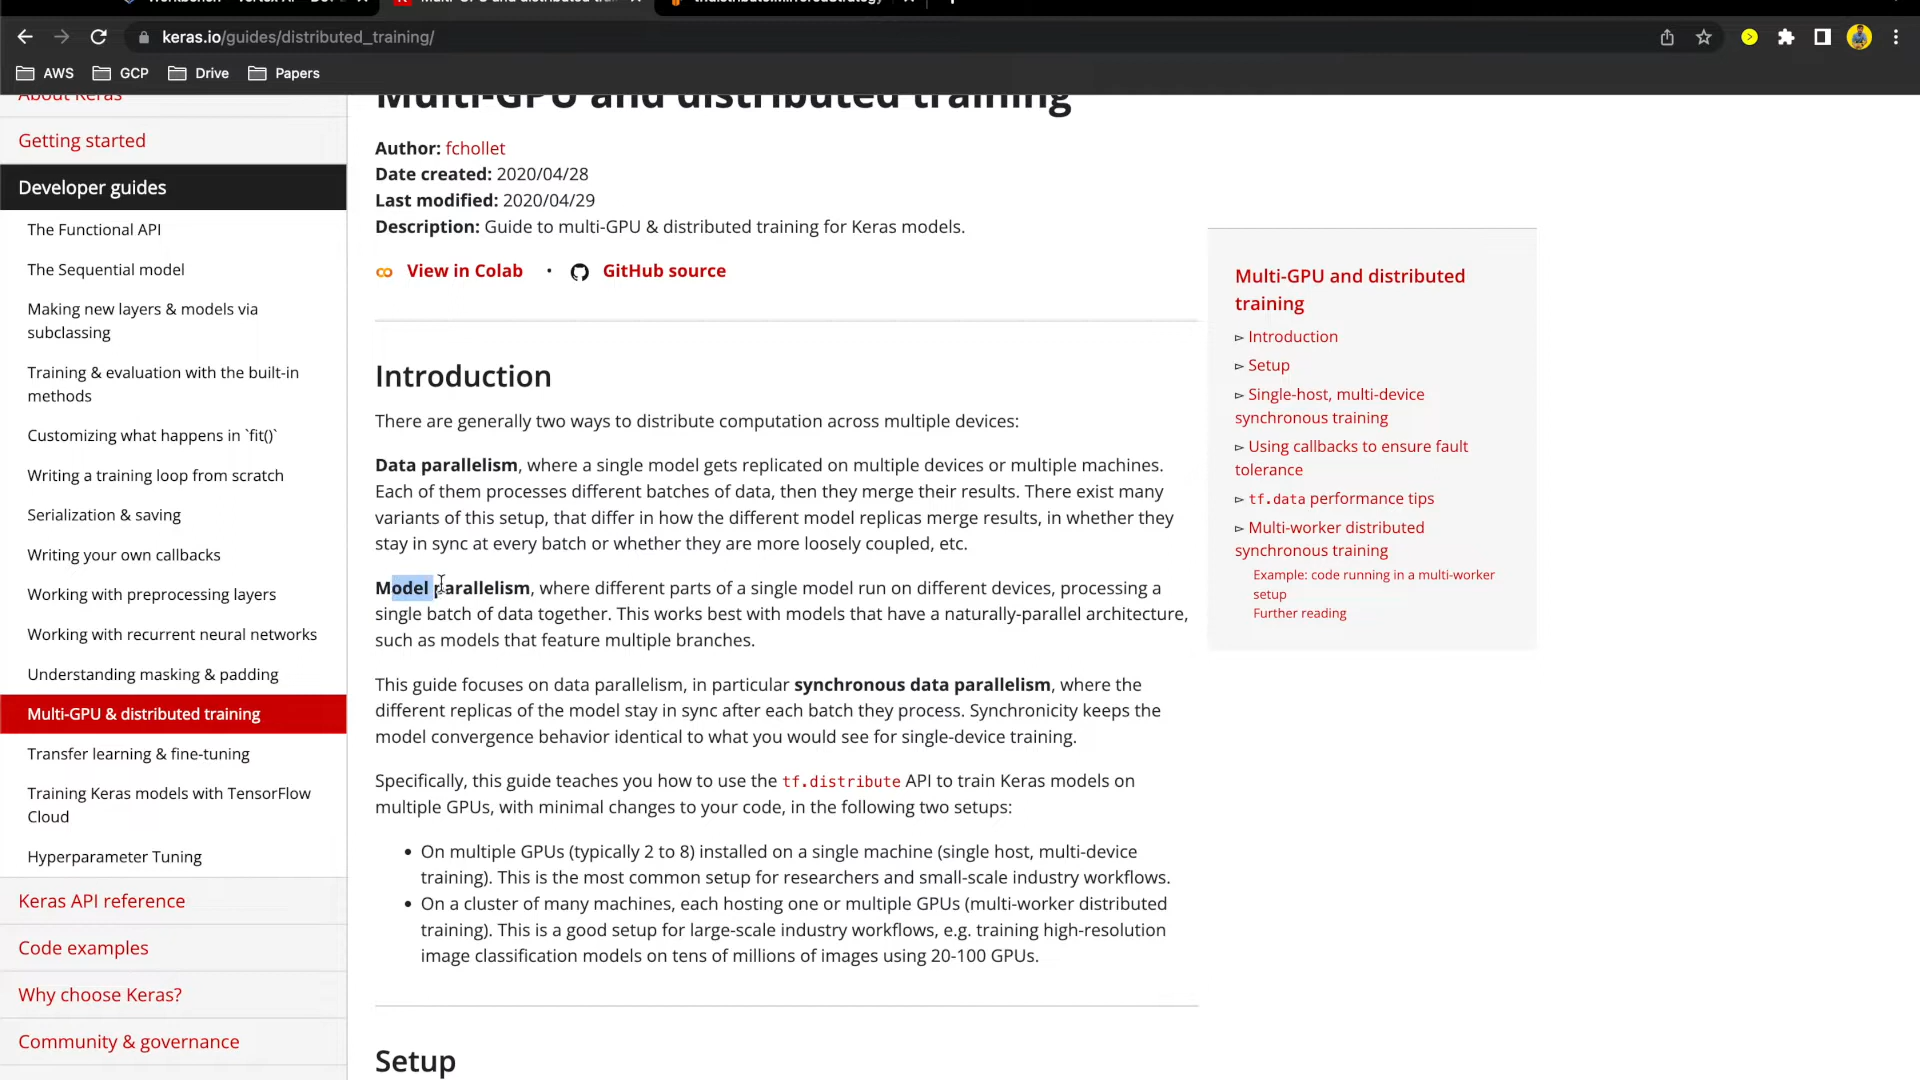 Workbench – Vertex AI –
Multi-GPU and distributed trai
tf.distribute.MirroredStrategy
keras.io/guides/distributed_training/
AWS
GCP
Drive
Papers
About Keras
Getting started
Developer guides
The Functional API
The Sequential model
Making new layers & models via
subclassing
Training & evaluation with the built-in
methods
Customizing what happens in `fit()`
Writing a training loop from scratch
Serialization & saving
Writing your own callbacks
Working with preprocessing layers
Working with recurrent neural networks
Understanding masking & padding
Multi-GPU & distributed training
Transfer learning & fine-tuning
Training Keras models with TensorFlow
Cloud
Hyperparameter Tuning
Keras API reference
Code examples
Why choose Keras?
Community & governance
Multi-GPU and distributed training
Author: fchollet
Date created: 2020/04/28
Last modified: 2020/04/29
Description: Guide to multi-GPU & distributed training for Keras models.
View in Colab • GitHub source
Introduction
There are generally two ways to distribute computation across multiple devices:
Data parallelism, where a single model gets replicated on multiple devices or multiple machines.
Each of them processes different batches of data, then they merge their results. There exist many
variants of this setup, that differ in how the different model replicas merge results, in whether they
stay in sync at every batch or whether they are more loosely coupled, etc.
Model parallelism, where different parts of a single model run on different devices, processing a
single batch of data together. This works best with models that have a naturally-parallel architecture,
such as models that feature multiple branches.
This guide focuses on data parallelism, in particular synchronous data parallelism, where the
different replicas of the model stay in sync after each batch they process. Synchronicity keeps the
model convergence behavior identical to what you would see for single-device training.
Specifically, this guide teaches you how to use the tf.distribute API to train Keras models on
multiple GPUs, with minimal changes to your code, in the following two setups:
• On multiple GPUs (typically 2 to 8) installed on a single machine (single host, multi-device
training). This is the most common setup for researchers and small-scale industry workflows.
• On a cluster of many machines, each hosting one or multiple GPUs (multi-worker distributed
training). This is a good setup for large-scale industry workflows, e.g. training high-resolution
image classification models on tens of millions of images using 20-100 GPUs.
Setup
Multi-GPU and distributed
training
▻ Introduction
▻ Setup
▻ Single-host, multi-device
synchronous training
▻ Using callbacks to ensure fault
tolerance
▻ tf.data performance tips
▻ Multi-worker distributed
synchronous training
Example: code running in a multi-worker
setup
Further reading